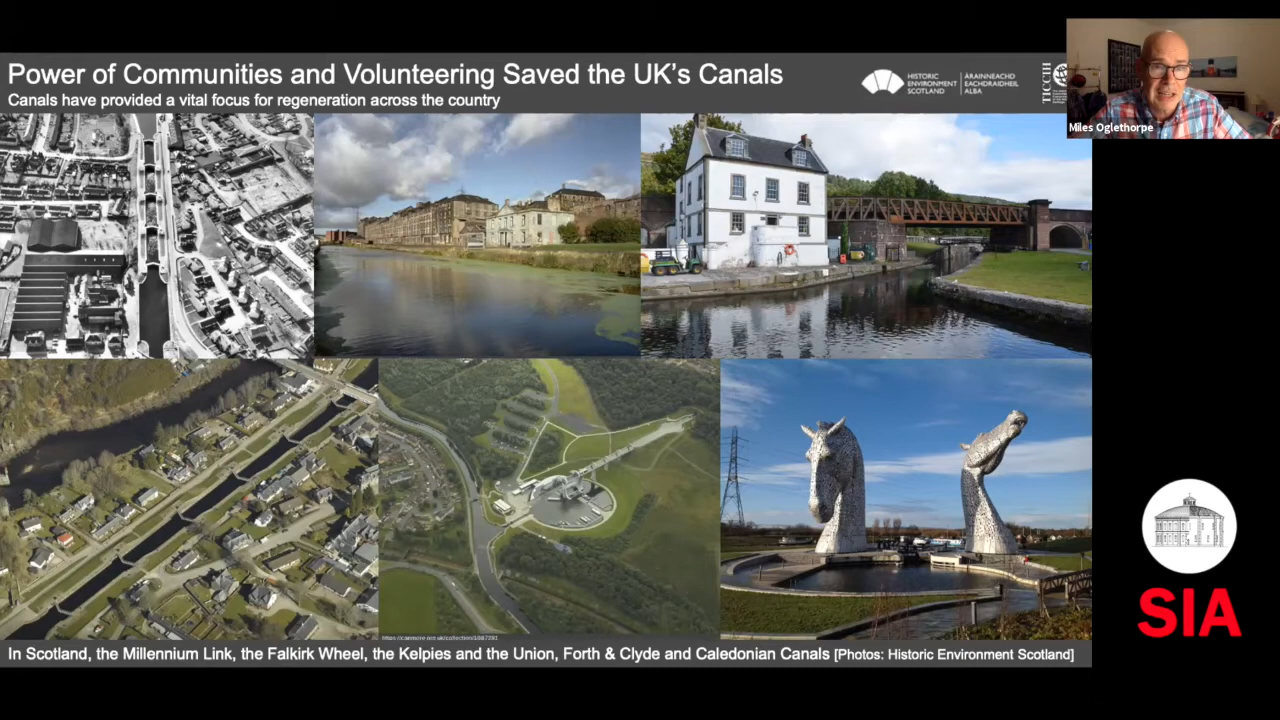 Power of Communities and Volunteering Saved the UK's Canals
Canals have provided a vital focus for regeneration across the country
HISTORIC
ENVIRONMENT
SCOTLAND
ÀRAINNEACHD
EACHDRAIDHEIL
ALBA
TICCIH
Miles Oglethorpe
SIA
In Scotland, the Millennium Link, the Falkirk Wheel, the Kelpies and the Union, Forth & Clyde and Caledonian Canals [Photos: Historic Environment Scotland]